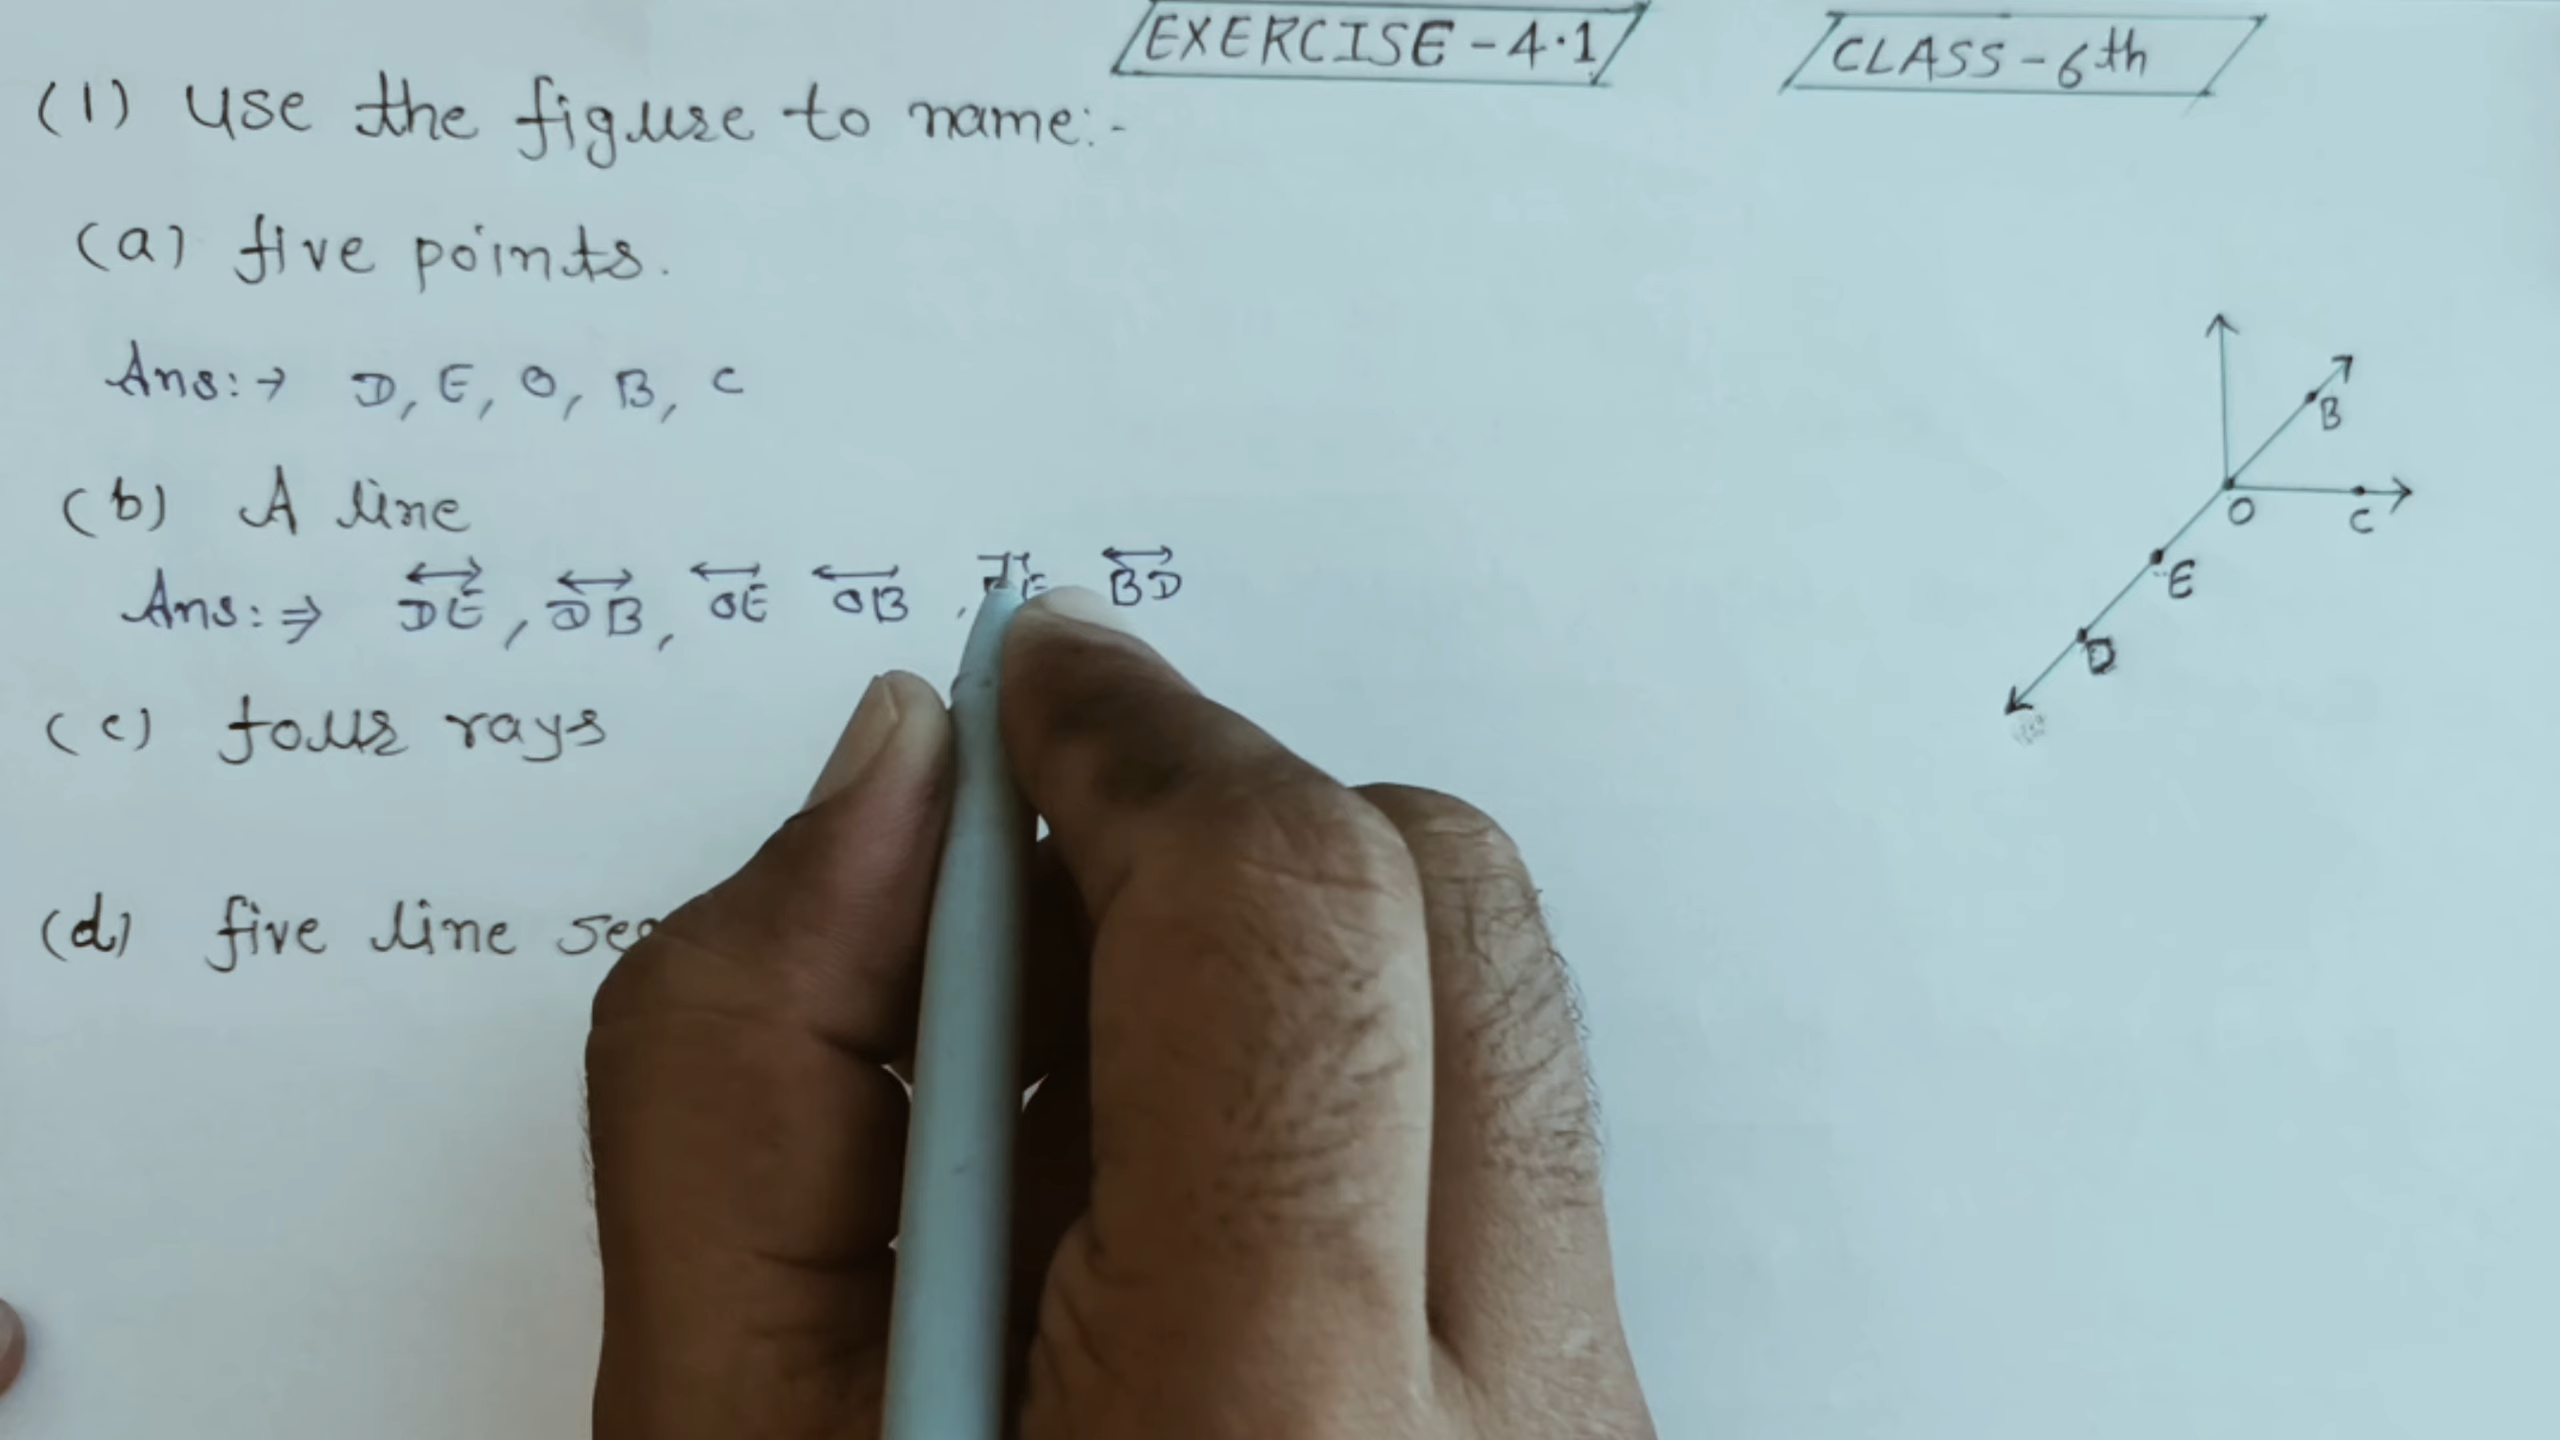 EXERCISE-4.1
CLASS-6th
(1) Use the figure to name:-
(a) five points.
Ans:→ D, E, O, B, C
(b) A line
Ans:⇒ DE, DB, OE OB, BD
(c) four rays
(d) five line
B
O
C
E
D